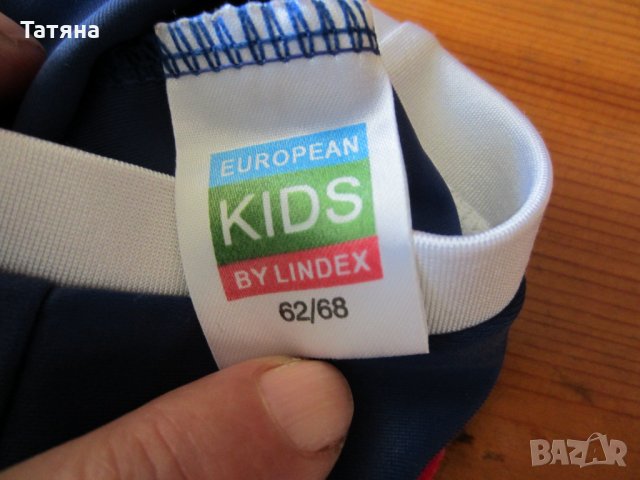 Татяна
EUROPEAN
KIDS
BY LINDEX
62/68
BAZAR